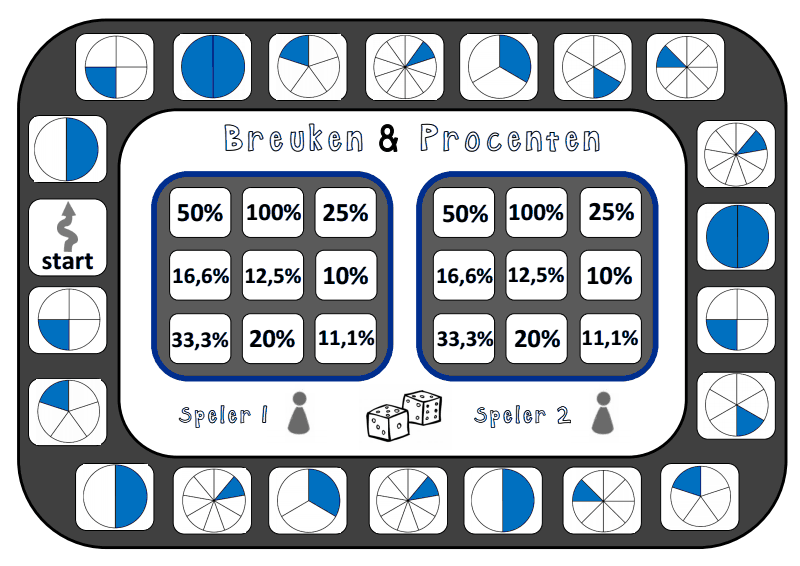 Breuken & Procenten
50% 100% 25%
16,6% 12,5% 10%
33,3% 20% 11,1%
50% 100% 25%
16,6% 12,5% 10%
33,3% 20% 11,1%
start
Speler 1
Speler 2